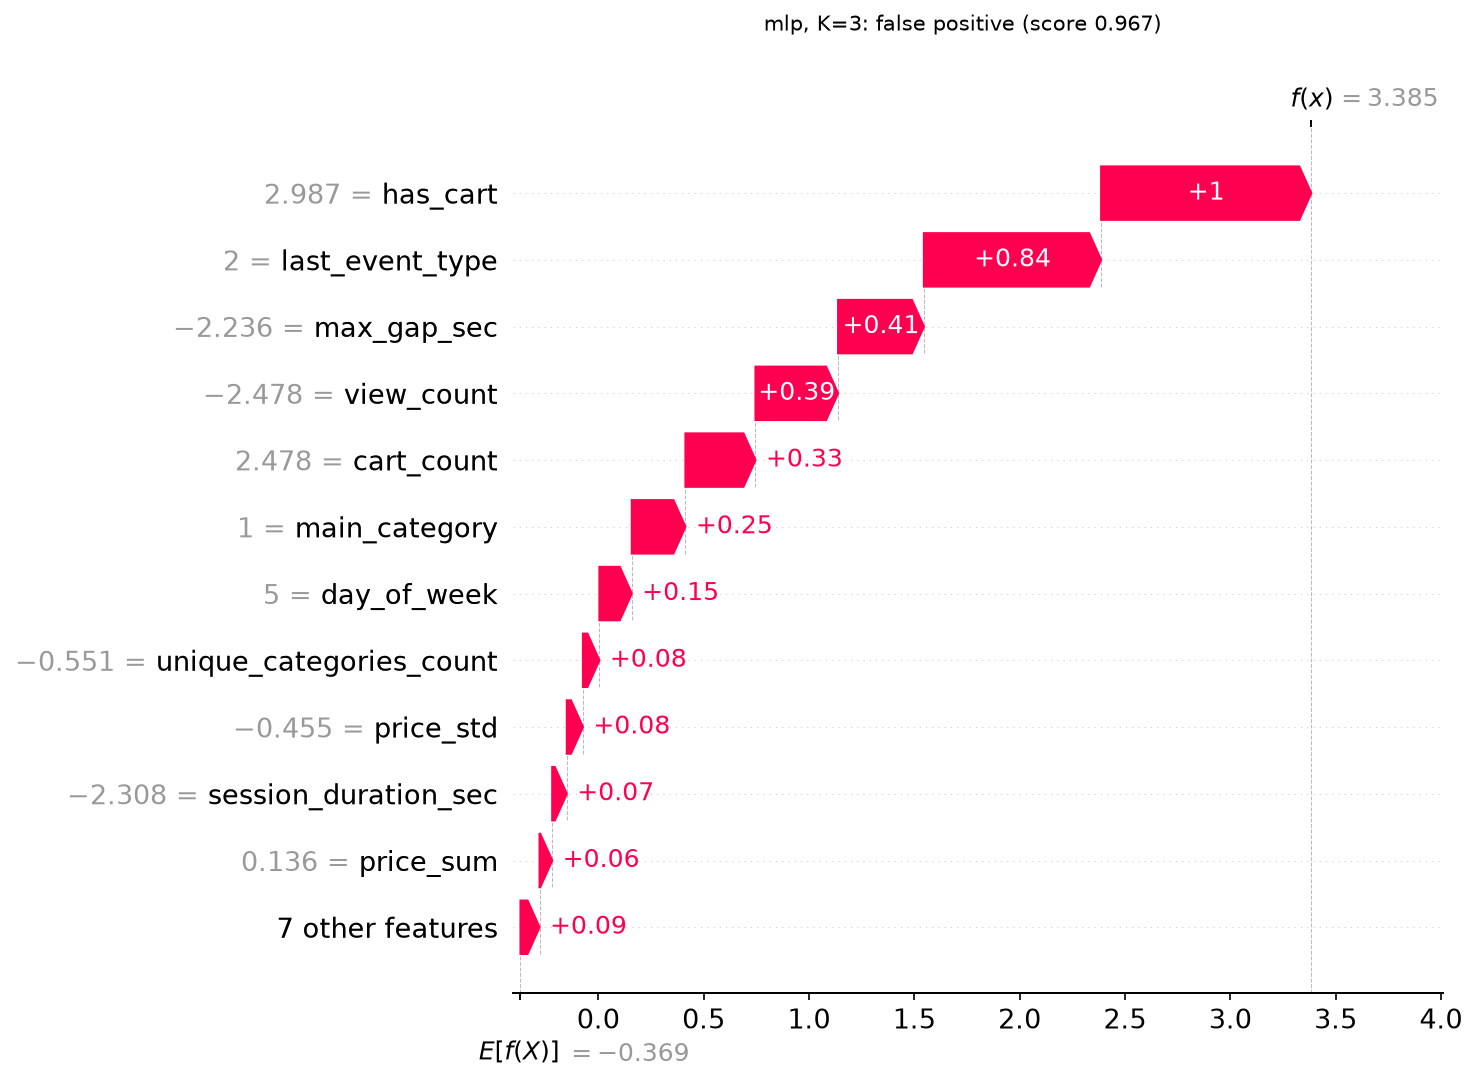 mlp, K=3: false positive (score 0.967)
f(x) = 3.385
2.987 = has_cart +1
2 = last_event_type +0.84
−2.236 = max_gap_sec +0.41
−2.478 = view_count +0.39
2.478 = cart_count +0.33
1 = main_category +0.25
5 = day_of_week +0.15
−0.551 = unique_categories_count +0.08
−0.455 = price_std +0.08
−2.308 = session_duration_sec +0.07
0.136 = price_sum +0.06
7 other features +0.09
0.0 0.5 1.0 1.5 2.0 2.5 3.0 3.5 4.0
E[f(X)] = −0.369